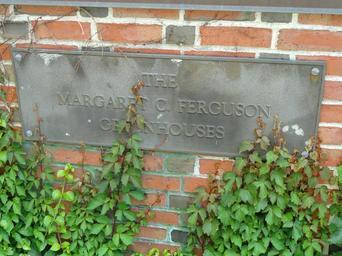 THE
MARGARET C. FERGUSON
GREENHOUSES